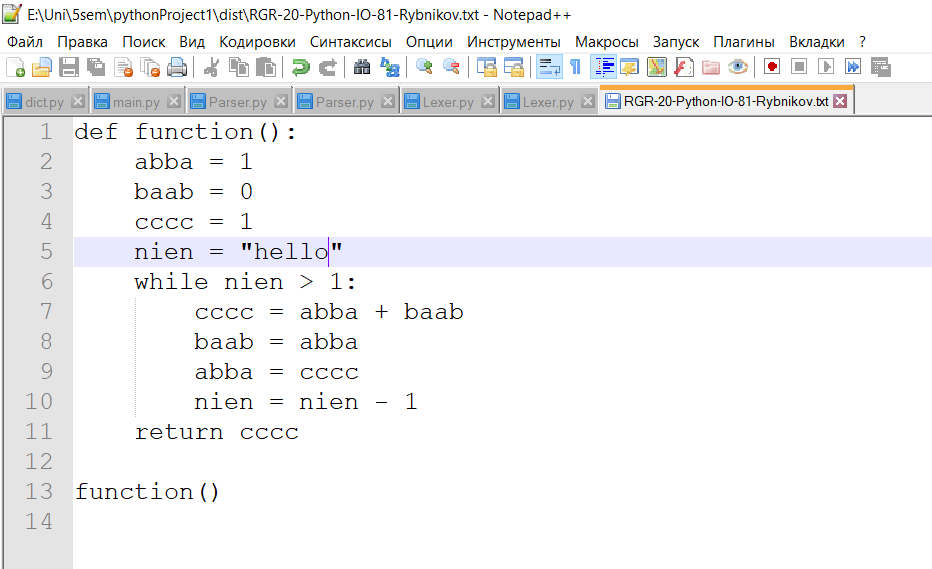 E:\Uni\5sem\pythonProject1\dist\RGR-20-Python-IO-81-Rybnikov.txt - Notepad++
Файл Правка Поиск Вид Кодировки Синтаксисы Опции Инструменты Макросы Запуск Плагины Вкладки ?
dict.py main.py Parser.py Parser.py Lexer.py Lexer.py RGR-20-Python-IO-81-Rybnikov.txt
1 def function():
2     abba = 1
3     baab = 0
4     cccc = 1
5     nien = "hello"
6     while nien > 1:
7         cccc = abba + baab
8         baab = abba
9         abba = cccc
10         nien = nien - 1
11     return cccc
12
13 function()
14